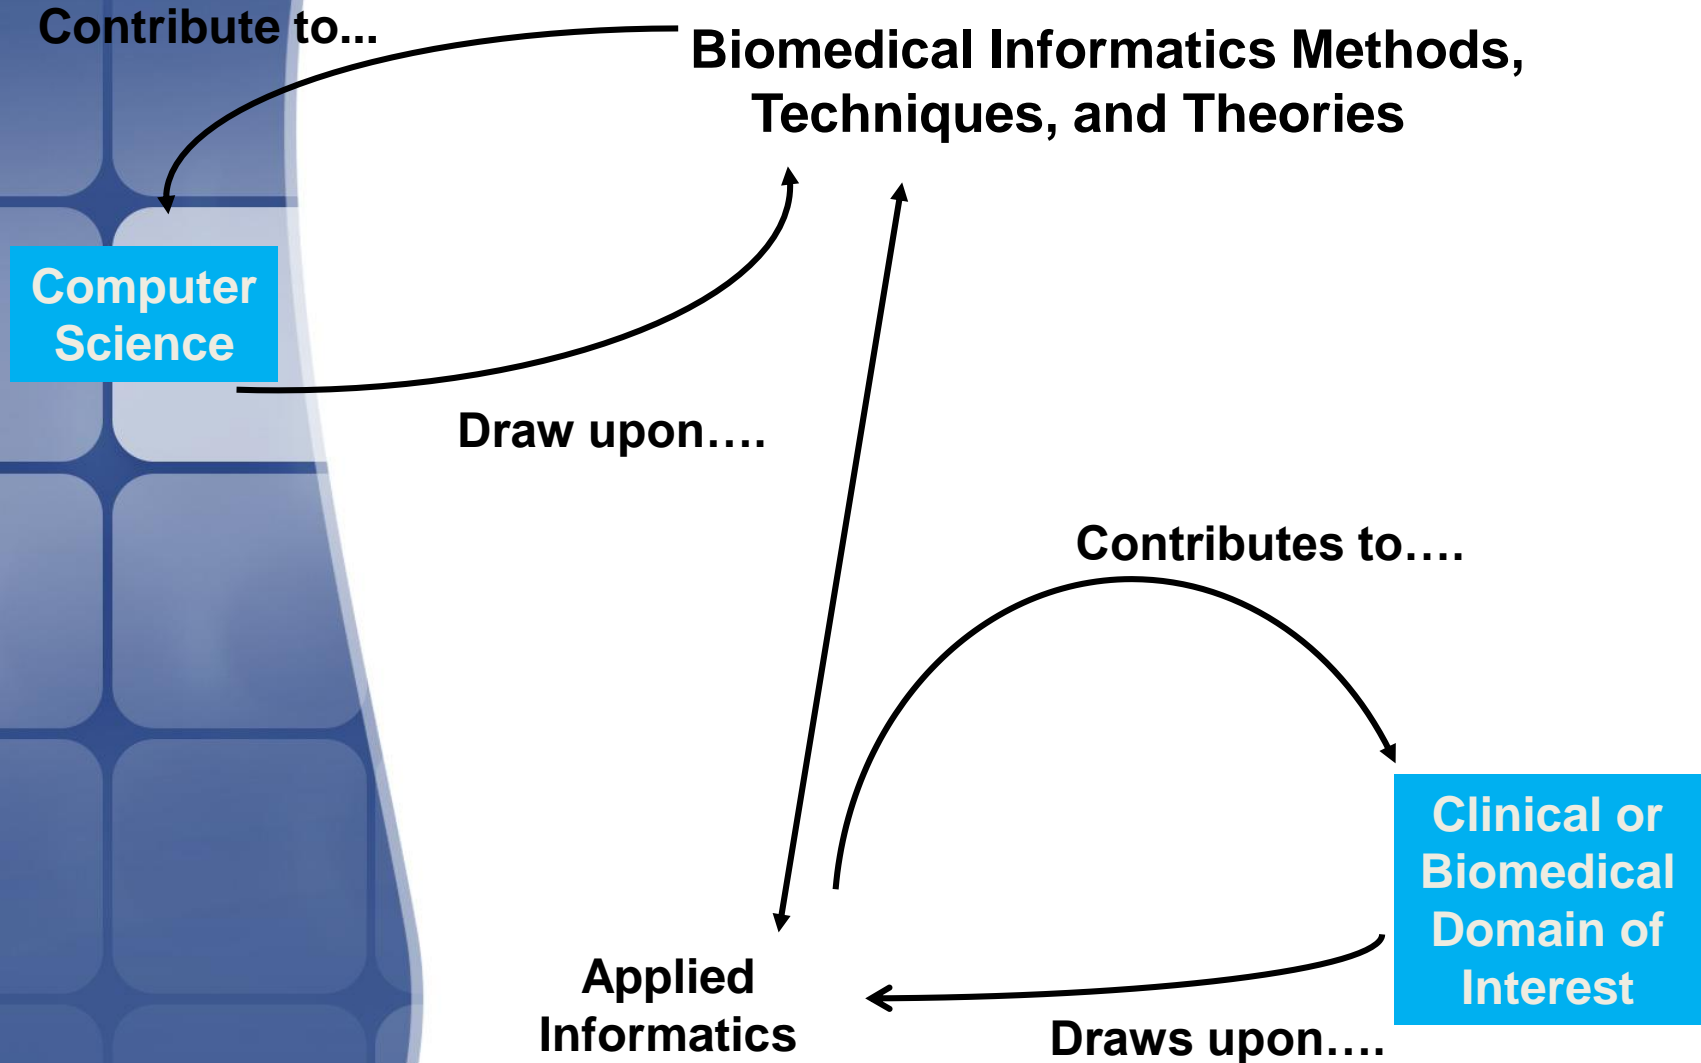 Contribute to...
Biomedical Informatics Methods,
Techniques, and Theories
Computer
Science
Draw upon....
Contributes to....
Clinical or
Biomedical
Domain of
Interest
Applied
Informatics
Draws upon....